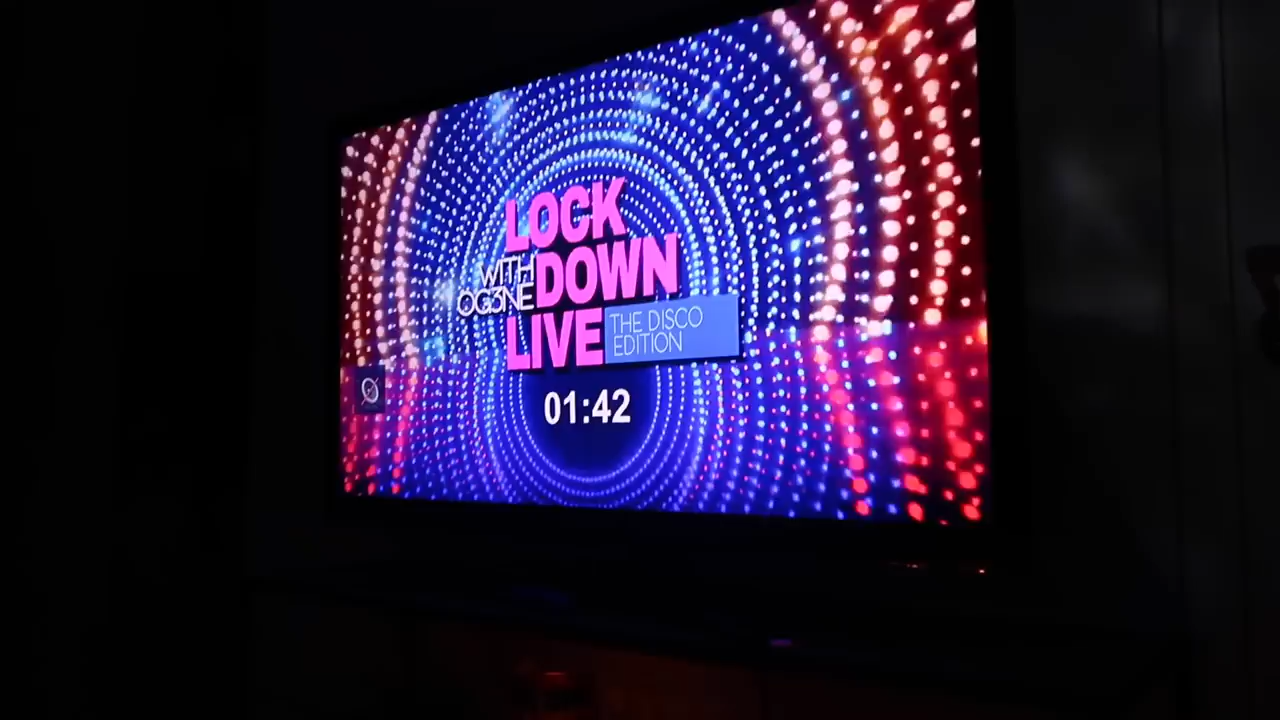 LOCK
WITH
OG3NE
DOWN
LIVE
THE DISCO
EDITION
01:42